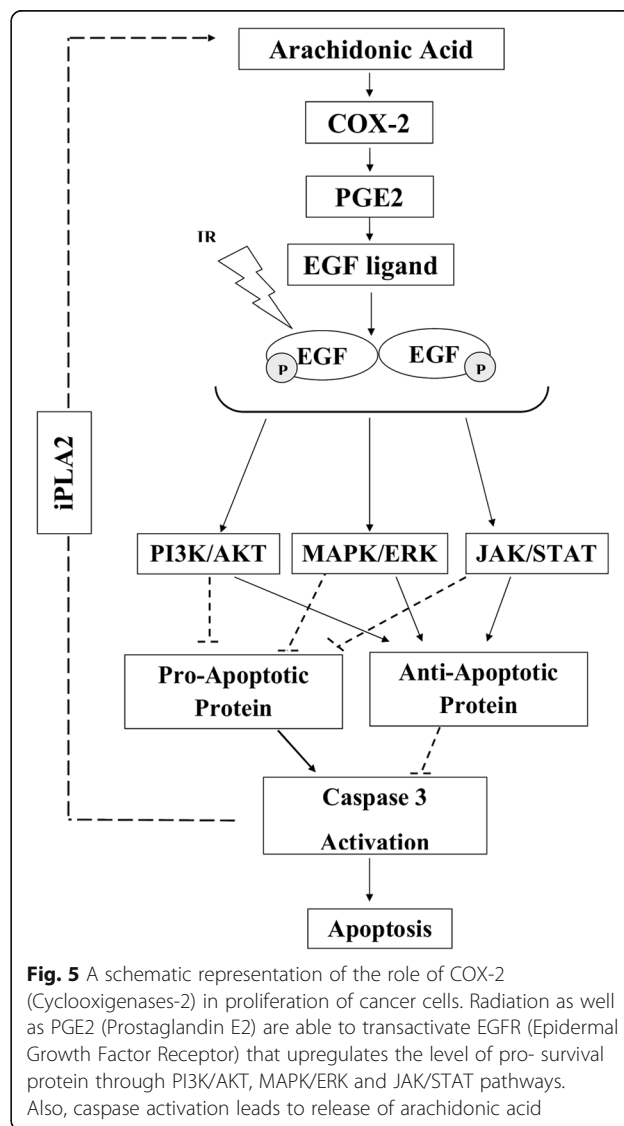 Arachidonic Acid
COX-2
PGE2
IR
EGF ligand
EGF
EGF
P
P
iPLA2
PI3K/AKT
MAPK/ERK
JAK/STAT
Pro-Apoptotic
Protein
Anti-Apoptotic
Protein
Caspase 3
Activation
Apoptosis
Fig. 5 A schematic representation of the role of COX-2
(Cyclooxigenases-2) in proliferation of cancer cells. Radiation as well
as PGE2 (Prostaglandin E2) are able to transactivate EGFR (Epidermal
Growth Factor Receptor) that upregulates the level of pro- survival
protein through PI3K/AKT, MAPK/ERK and JAK/STAT pathways.
Also, caspase activation leads to release of arachidonic acid